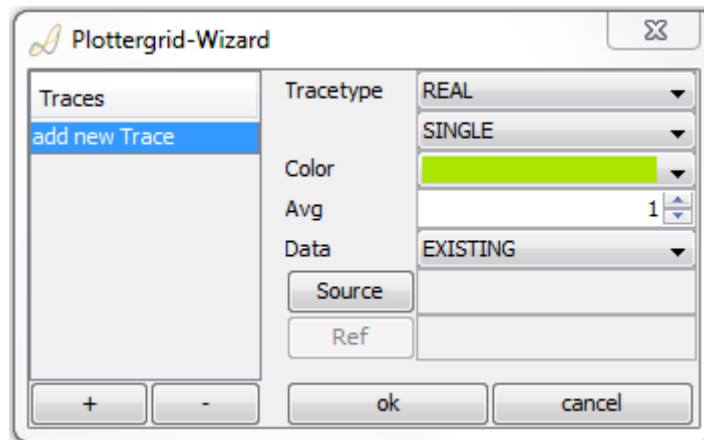 Plottergrid-Wizard
Traces
add new Trace
Tracetype REAL
SINGLE
Color
Avg 1
Data EXISTING
Source
Ref
+ - ok cancel